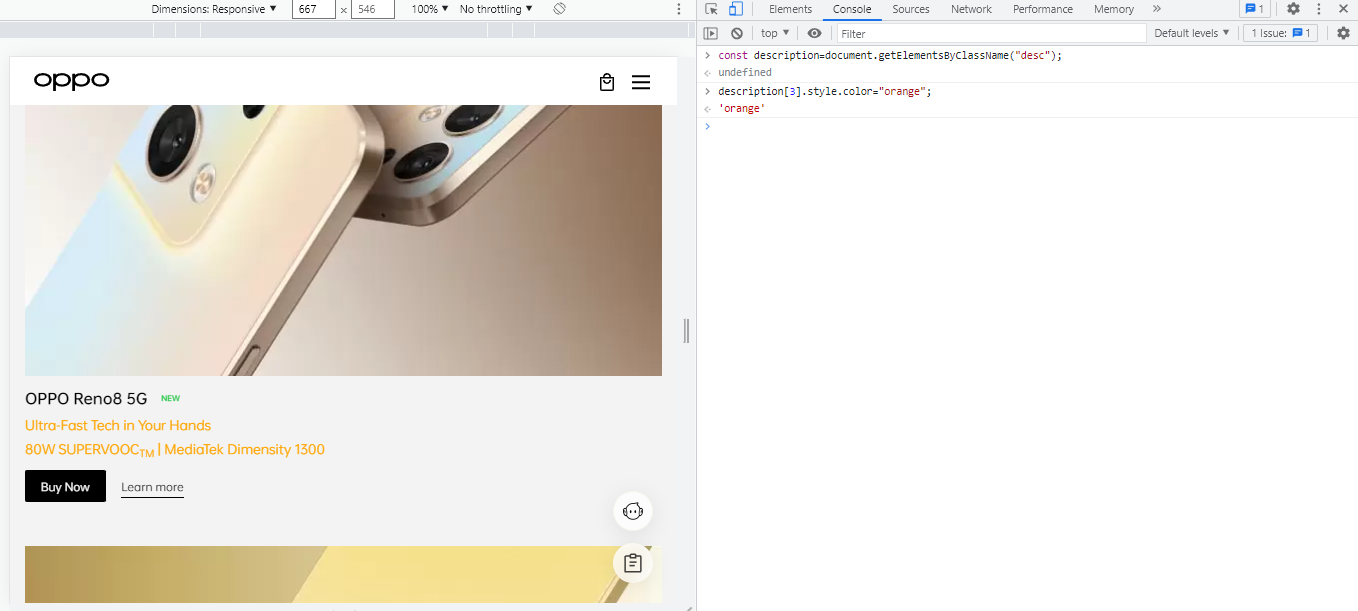 Dimensions: Responsive ▼ 667 × 546 100% ▼ No throttling ▼
Elements Console Sources Network Performance Memory » 1
top ▼ Filter Default levels ▼ 1 Issue: 1
oppo
OPPO Reno8 5G NEW
Ultra-Fast Tech in Your Hands
80W SUPERVOOCTM | MediaTek Dimensity 1300
Buy Now Learn more
> const description=document.getElementsByClassName("desc");
undefined
> description[3].style.color="orange";
'orange'
>